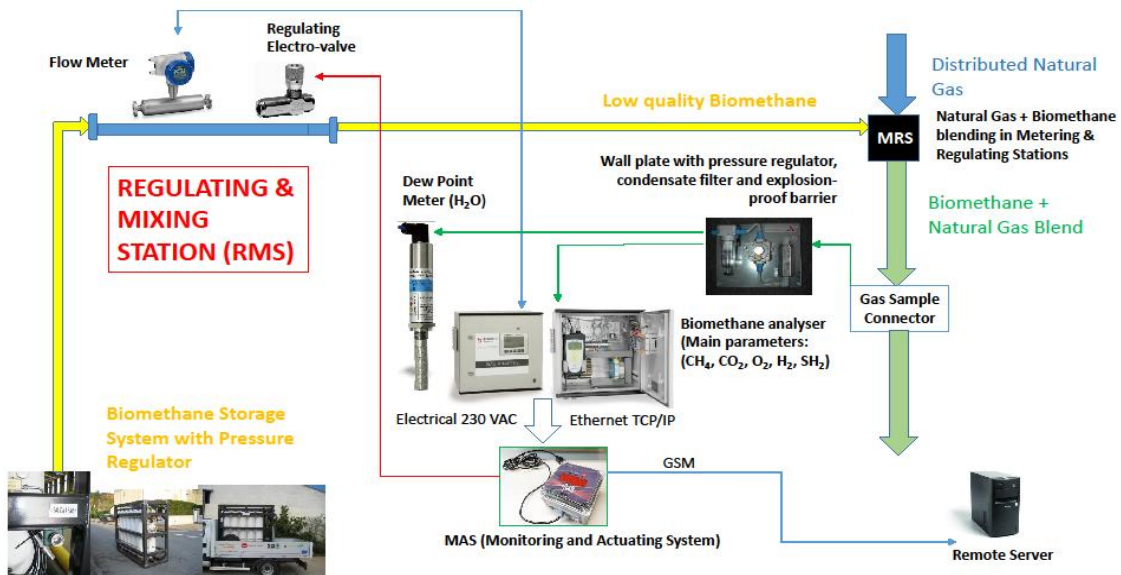 Regulating
Electro-valve
Flow Meter
Distributed Natural
Gas
Low quality Biomethane
Natural Gas + Biomethane
blending in Metering &
Regulating Stations
MRS
Wall plate with pressure regulator,
condensate filter and explosion-
proof barrier
REGULATING &
MIXING
STATION (RMS)
Dew Point
Meter (H₂O)
Biomethane +
Natural Gas Blend
Gas Sample
Connector
Biomethane analyser
(Main parameters:
(CH₄, CO₂, O₂, H₂, SH₂)
Electrical 230 VAC
Ethernet TCP/IP
Biomethane Storage
System with Pressure
Regulator
GSM
MAS (Monitoring and Actuating System)
Remote Server